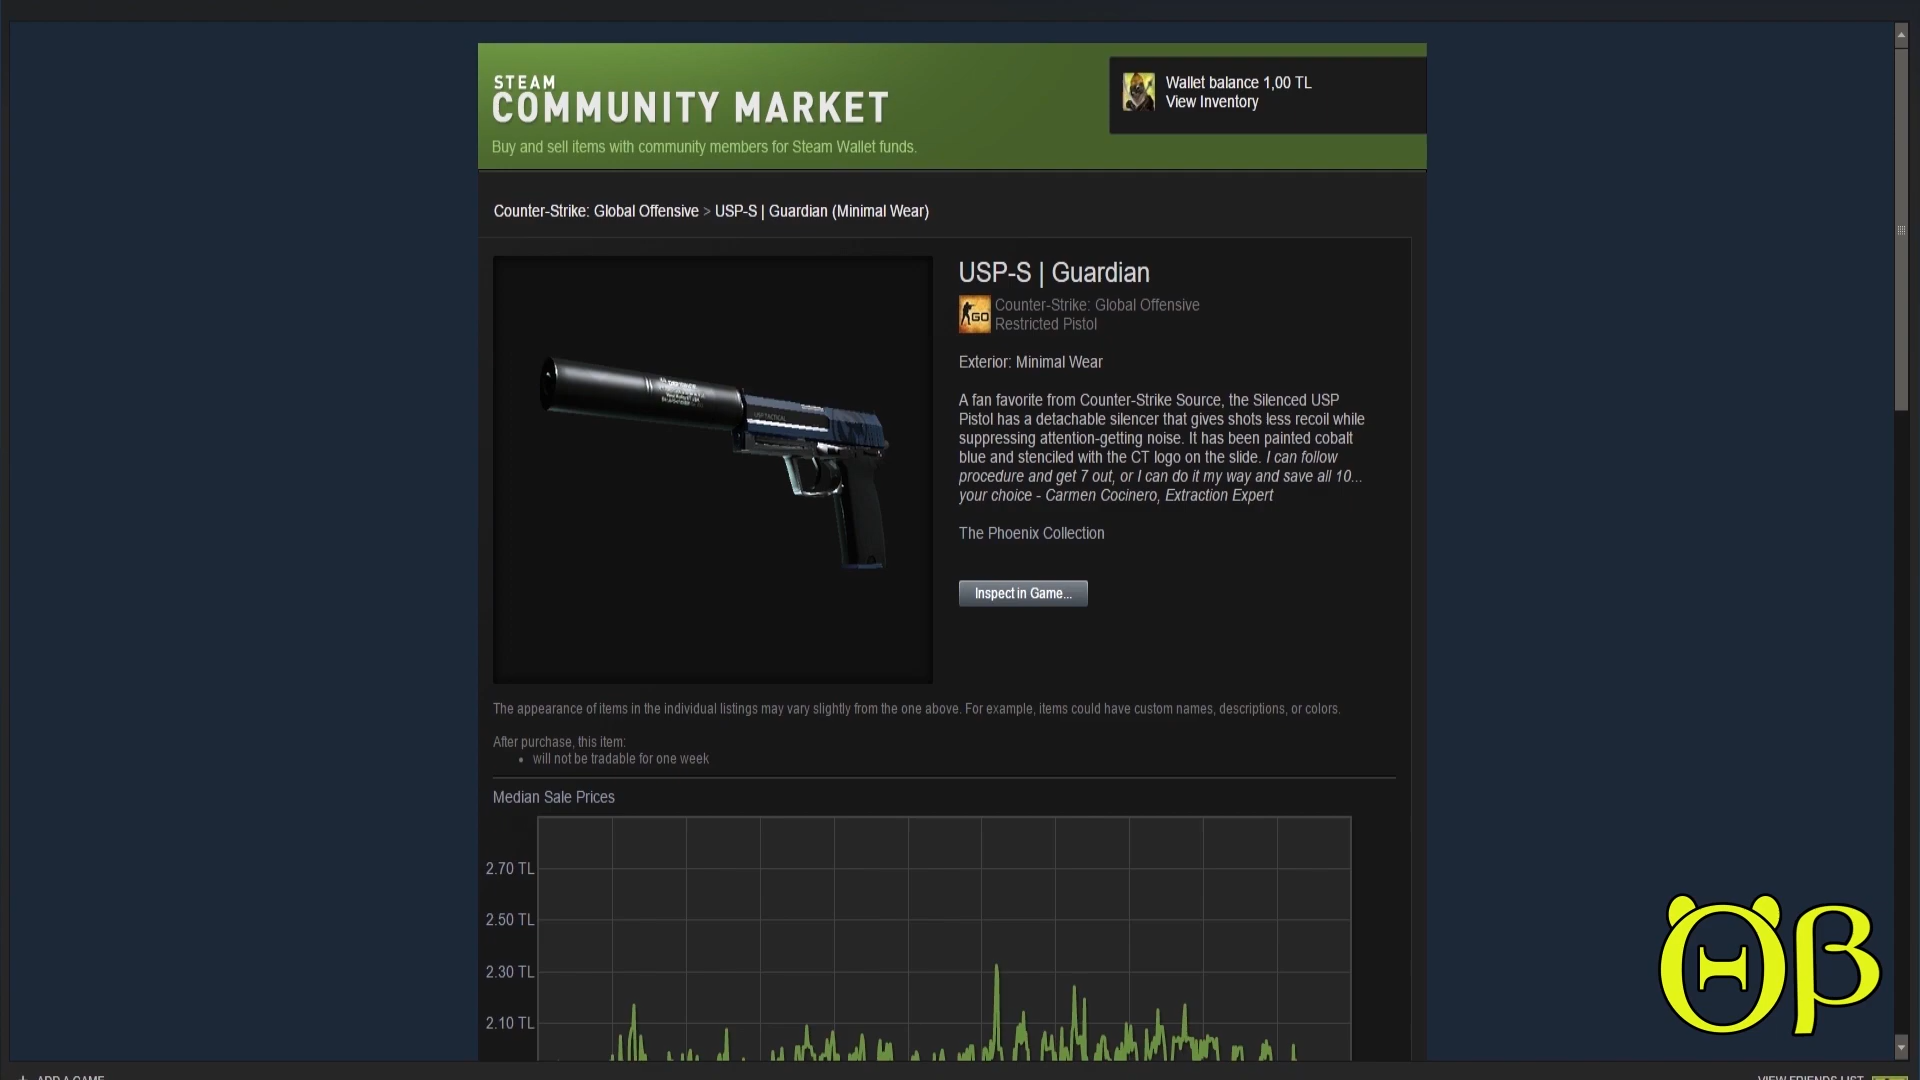 STEAM
COMMUNITY MARKET
Buy and sell items with community members for Steam Wallet funds.
Wallet balance 1,00 TL
View Inventory
Counter-Strike: Global Offensive > USP-S | Guardian (Minimal Wear)
USP-S | Guardian
GO
Counter-Strike: Global Offensive
Restricted Pistol
Exterior: Minimal Wear
A fan favorite from Counter-Strike Source, the Silenced USP
Pistol has a detachable silencer that gives shots less recoil while
suppressing attention-getting noise. It has been painted cobalt
blue and stenciled with the CT logo on the slide. I can follow
procedure and get 7 out, or I can do it my way and save all 10...
your choice - Carmen Cocinero, Extraction Expert
The Phoenix Collection
Inspect in Game...
The appearance of items in the individual listings may vary slightly from the one above. For example, items could have custom names, descriptions, or colors.
After purchase, this item:
• will not be tradable for one week
Median Sale Prices
2.70 TL
2.50 TL
2.30 TL
2.10 TL
Θβ
+ ADD A GAME
VIEW FRIENDS LIST